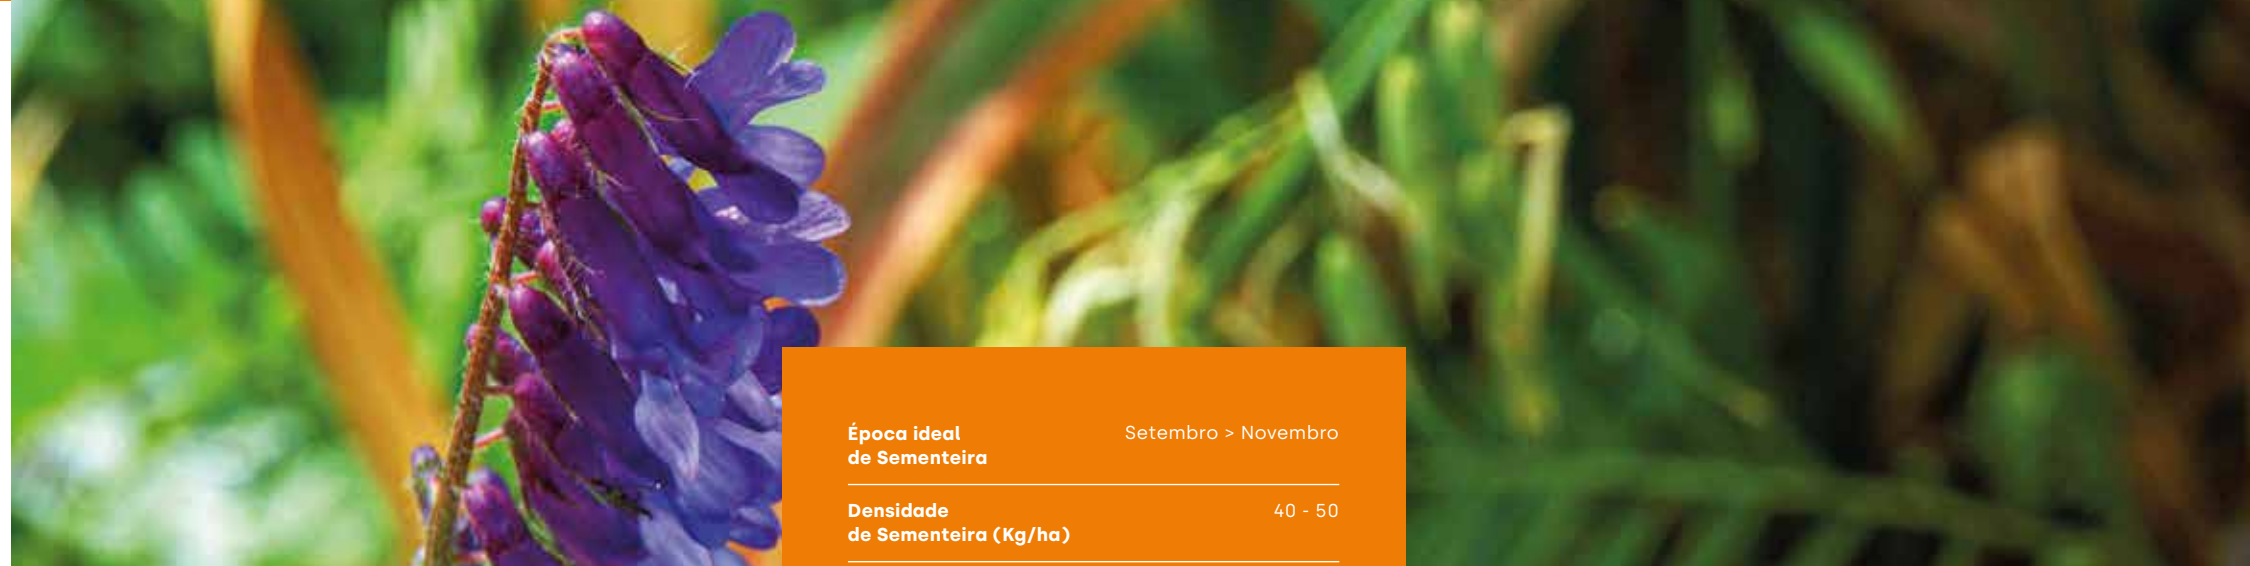 Época ideal
de Sementeira
Setembro > Novembro
Densidade
de Sementeira (Kg/ha)
40 - 50